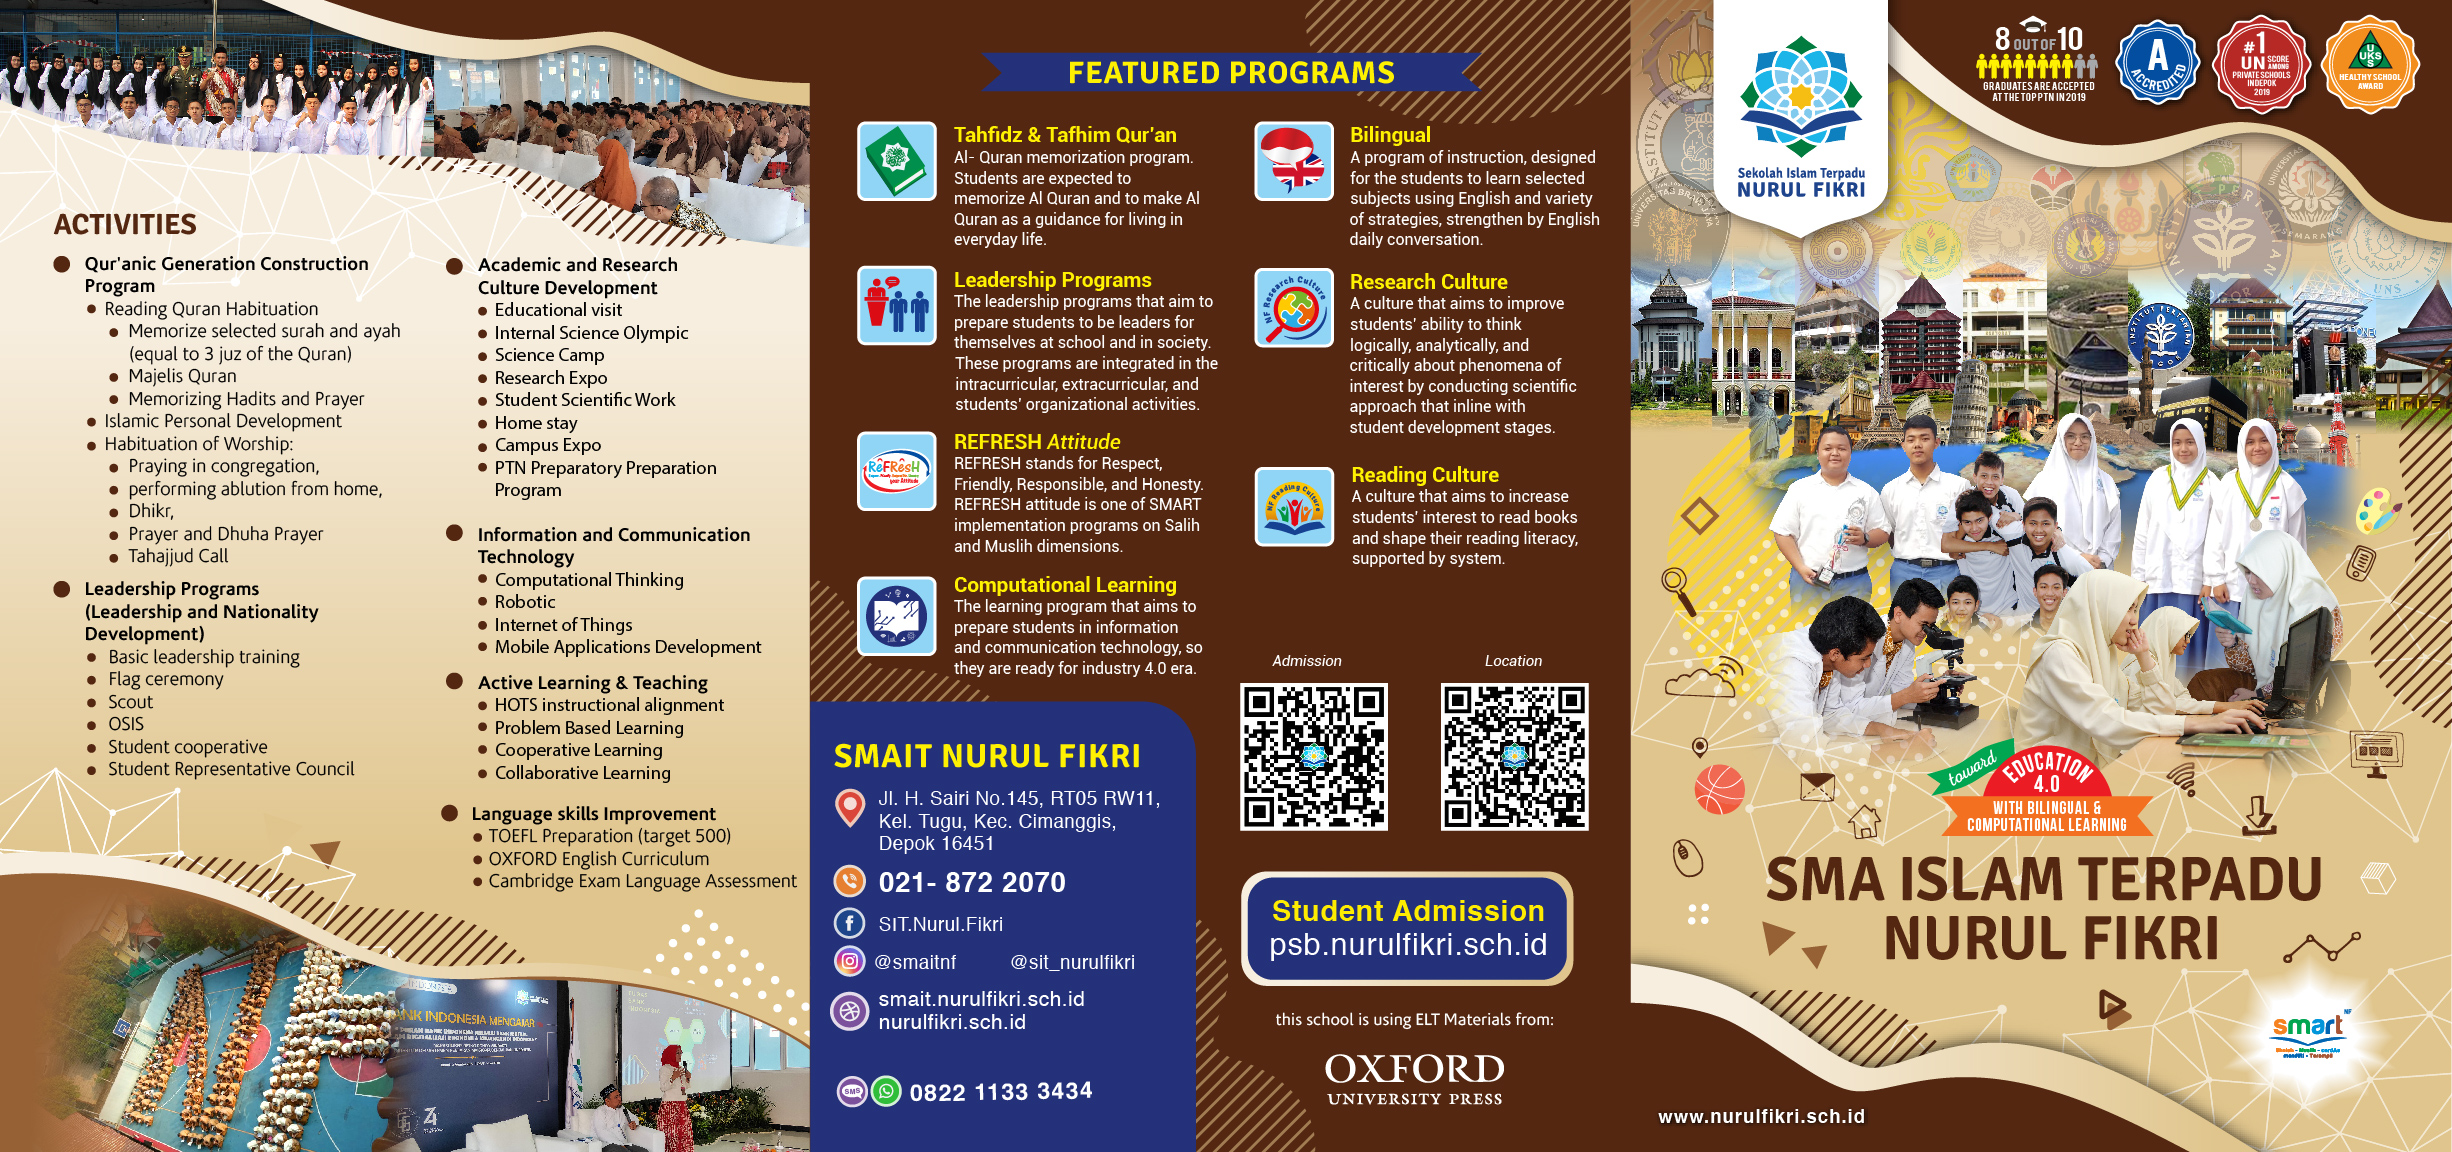 ACTIVITIES
Qur'anic Generation Construction
Program
Reading Quran Habituation
Memorize selected surah and ayah
(equal to 3 juz of the Quran)
Majelis Quran
Memorizing Hadits and Prayer
Islamic Personal Development
Habituation of Worship:
Praying in congregation,
performing ablution from home,
Dhikr,
Prayer and Dhuha Prayer
Tahajjud Call
Leadership Programs
(Leadership and Nationality
Development)
Basic leadership training
Flag ceremony
Scout
OSIS
Student cooperative
Student Representative Council
Academic and Research
Culture Development
Educational visit
Internal Science Olympic
Science Camp
Research Expo
Student Scientific Work
Home stay
Campus Expo
PTN Preparatory Preparation
Program
Information and Communication
Technology
Computational Thinking
Robotic
Internet of Things
Mobile Applications Development
Active Learning & Teaching
HOTS instructional alignment
Problem Based Learning
Cooperative Learning
Collaborative Learning
Language skills Improvement
TOEFL Preparation (target 500)
OXFORD English Curriculum
Cambridge Exam Language Assessment
BANK INDONESIA MENGAJAR
FEATURED PROGRAMS
Tahfidz & Tafhim Qur'an
Al- Quran memorization program.
Students are expected to
memorize Al Quran and to make Al
Quran as a guidance for living in
everyday life.
Leadership Programs
The leadership programs that aim to
prepare students to be leaders for
themselves at school and in society.
These programs are integrated in the
intracurricular, extracurricular, and
students' organizational activities.
ReFResH
your Attitude
REFRESH Attitude
REFRESH stands for Respect,
Friendly, Responsible, and Honesty.
REFRESH attitude is one of SMART
implementation programs on Salih
and Muslih dimensions.
Computational Learning
The learning program that aims to
prepare students in information
and communication technology, so
they are ready for industry 4.0 era.
Bilingual
A program of instruction, designed
for the students to learn selected
subjects using English and variety
of strategies, strengthen by English
daily conversation.
NF Research Culture
Research Culture
A culture that aims to improve
students' ability to think
logically, analytically, and
critically about phenomena of
interest by conducting scientific
approach that inline with
student development stages.
NF Reading Culture
Reading Culture
A culture that aims to increase
students' interest to read books
and shape their reading literacy,
supported by system.
SMAIT NURUL FIKRI
Jl. H. Sairi No.145, RT05 RW11,
Kel. Tugu, Kec. Cimanggis,
Depok 16451
021- 872 2070
SIT.Nurul.Fikri
@smaitnf @sit_nurulfikri
smait.nurulfikri.sch.id
nurulfikri.sch.id
SMS
0822 1133 3434
Admission
Location
Student Admission
psb.nurulfikri.sch.id
this school is using ELT Materials from:
OXFORD
UNIVERSITY PRESS
Sekolah Islam Terpadu
NURUL FIKRI
8 OUT OF 10
GRADUATES ARE ACCEPTED
AT THE TOP PTN IN 2019
A
ACCREDITED
#1
UN SCORE AMONG
PRIVATE SCHOOLS
INDEPOK
2019
UKS
HEALTHY SCHOOL
AWARD
INSTITUT PERTANIAN
BOGOR
UNS
toward
EDUCATION
4.0
WITH BILINGUAL &
COMPUTATIONAL LEARNING
SMA ISLAM TERPADU
NURUL FIKRI
smart NF
www.nurulfikri.sch.id